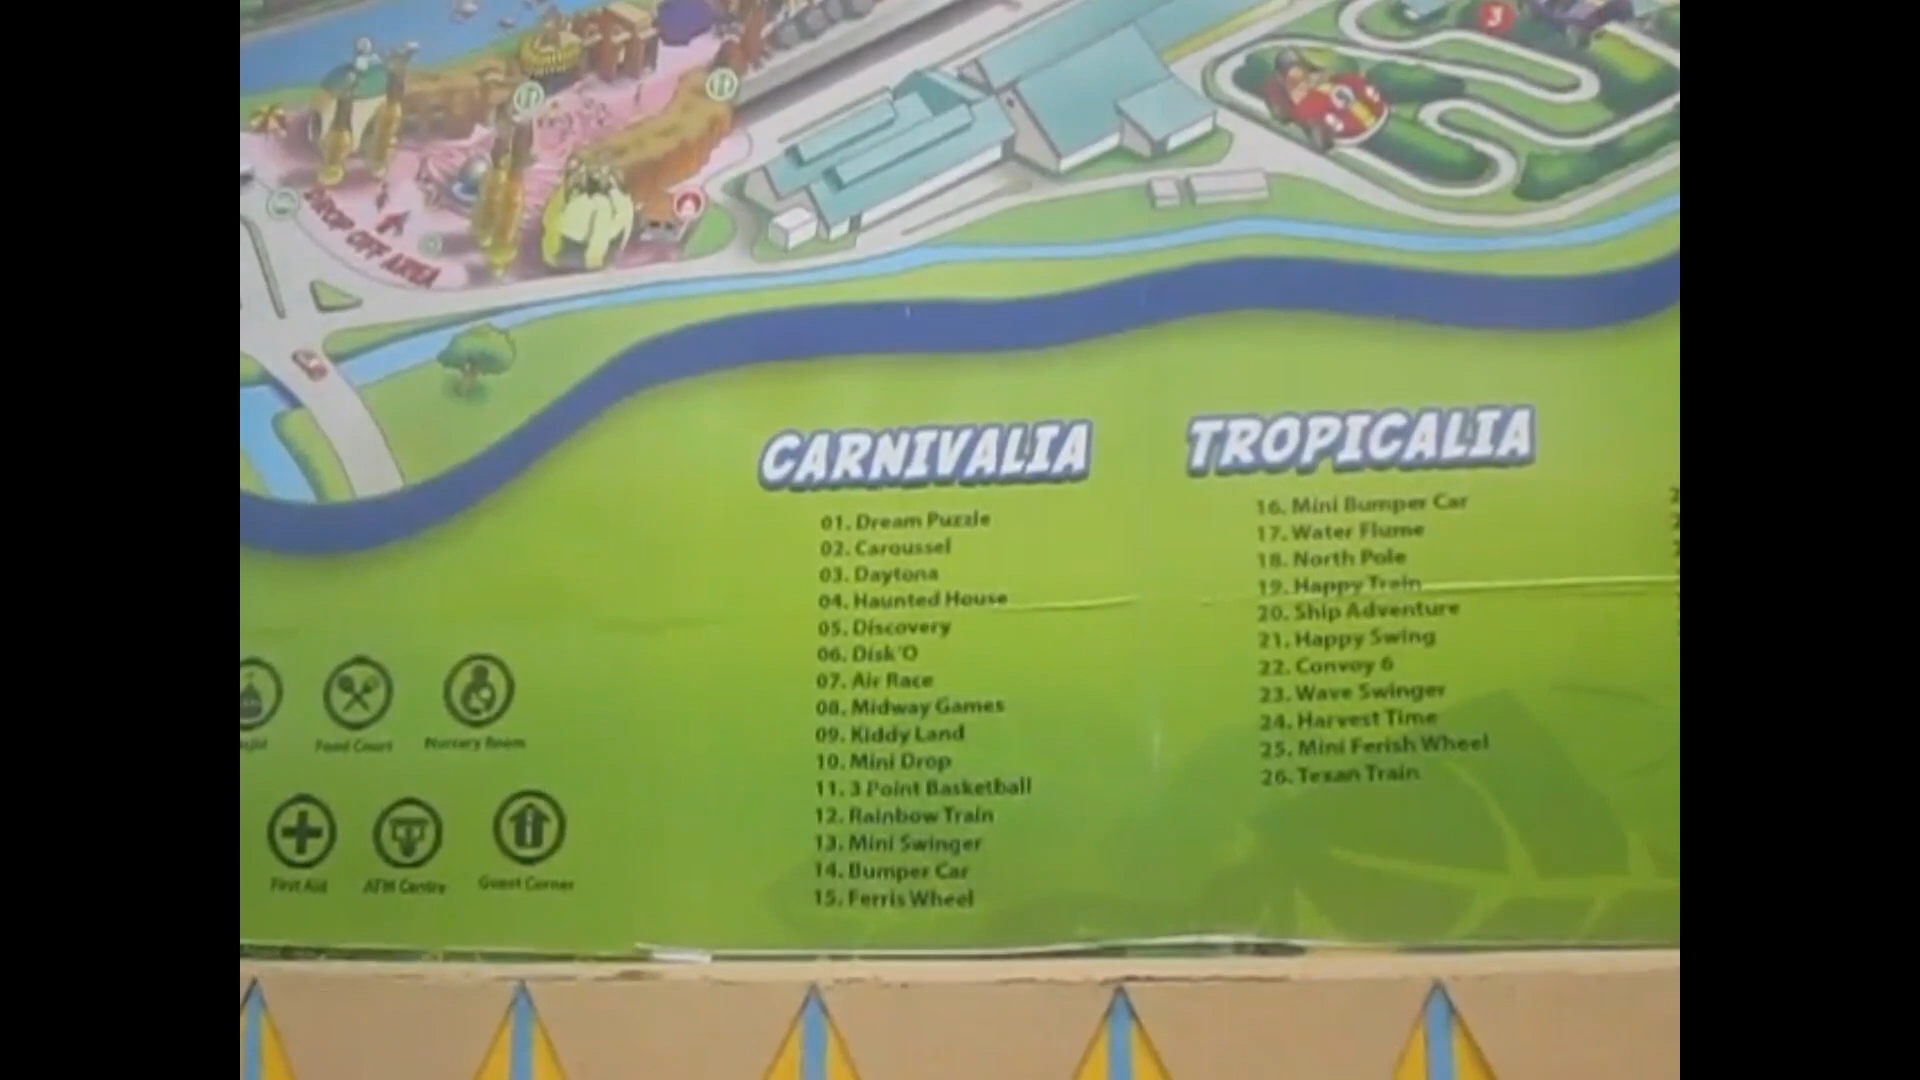 3
DROP OFF AREA
CARNIVALIA
01. Dream Puzzle
02. Caroussel
03. Daytona
04. Haunted House
05. Discovery
06. Disk'O
07. Air Race
08. Midway Games
09. Kiddy Land
10. Mini Drop
11. 3 Point Basketball
12. Rainbow Train
13. Mini Swinger
14. Bumper Car
15. Ferris Wheel
TROPICALIA
16. Mini Bumper Car
17. Water Flume
18. North Pole
19. Happy Train
20. Ship Adventure
21. Happy Swing
22. Convoy 6
23. Wave Swinger
24. Harvest Time
25. Mini Ferish Wheel
26. Texan Train
Food Court
Nursery Room
First Aid
ATM Centre
Guest Corner